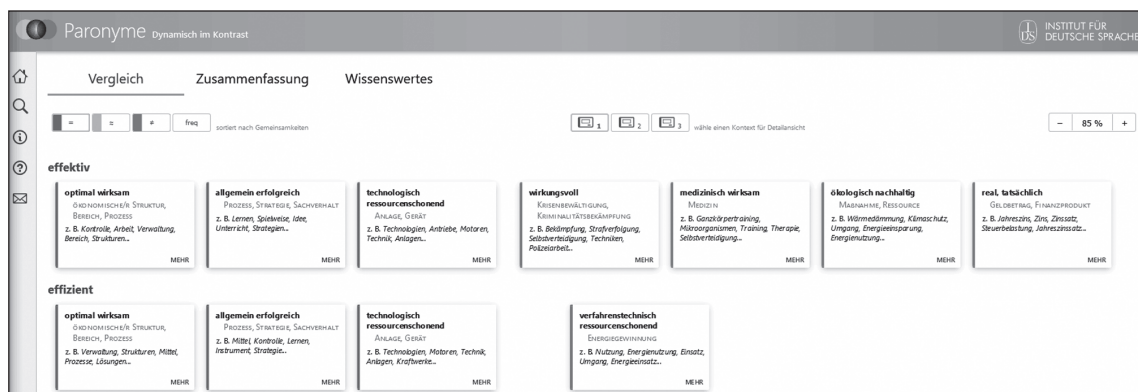 Paronyme Dynamisch im Kontrast
INSTITUT FÜR
DEUTSCHE SPRACHE
Vergleich Zusammenfassung Wissenswertes
= ≈ ≠ freq sortiert nach Gemeinsamkeiten 1 2 3 wähle einen Kontext für Detailansicht – 85 % +
effektiv
optimal wirksam
ÖKONOMISCHE/R STRUKTUR,
BEREICH, PROZESS
z. B. Kontrolle, Arbeit, Verwaltung,
Bereich, Strukturen...
MEHR
allgemein erfolgreich
PROZESS, STRATEGIE, SACHVERHALT
z. B. Lernen, Spielweise, Idee,
Unterricht, Strategien...
MEHR
technologisch
ressourcenschonend
ANLAGE, GERÄT
z. B. Technologien, Antriebe, Motoren,
Technik, Anlagen...
MEHR
wirkungsvoll
KRISENBEWÄLTIGUNG,
KRIMINALITÄTSBEKÄMPFUNG
z. B. Bekämpfung, Strafverfolgung,
Selbstverteidigung, Techniken,
Polizeiarbeit...
MEHR
medizinisch wirksam
MEDIZIN
z. B. Ganzkörpertraining,
Mikroorganismen, Training, Therapie,
Selbstverteidigung...
MEHR
ökologisch nachhaltig
MAßNAHME, RESSOURCE
z. B. Wärmedämmung, Klimaschutz,
Umgang, Energieeinsparung,
Energienutzung...
MEHR
real, tatsächlich
GELDBETRAG, FINANZPRODUKT
z. B. Jahreszins, Zins, Zinssatz,
Steuerbelastung, Jahreszinssatz...
MEHR
effizient
optimal wirksam
ÖKONOMISCHE/R STRUKTUR,
BEREICH, PROZESS
z. B. Verwaltung, Strukturen, Mittel,
Prozesse, Lösungen...
MEHR
allgemein erfolgreich
PROZESS, STRATEGIE, SACHVERHALT
z. B. Mittel, Kontrolle, Lernen,
Instrument, Strategie...
MEHR
technologisch
ressourcenschonend
ANLAGE, GERÄT
z. B. Technologien, Motoren, Technik,
Anlagen, Kraftwerke...
MEHR
verfahrenstechnisch
ressourcenschonend
ENERGIEGEWINNUNG
z. B. Nutzung, Energienutzung, Einsatz,
Umgang, Energieeinsatz...
MEHR